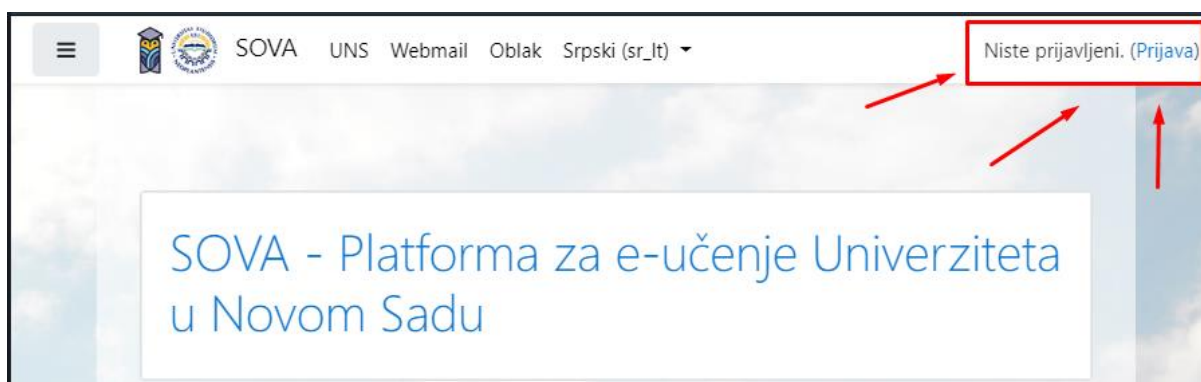 SOVA UNS Webmail Oblak Srpski (sr_lt) Niste prijavljeni. (Prijava)
SOVA - Platforma za e-učenje Univerziteta
u Novom Sadu